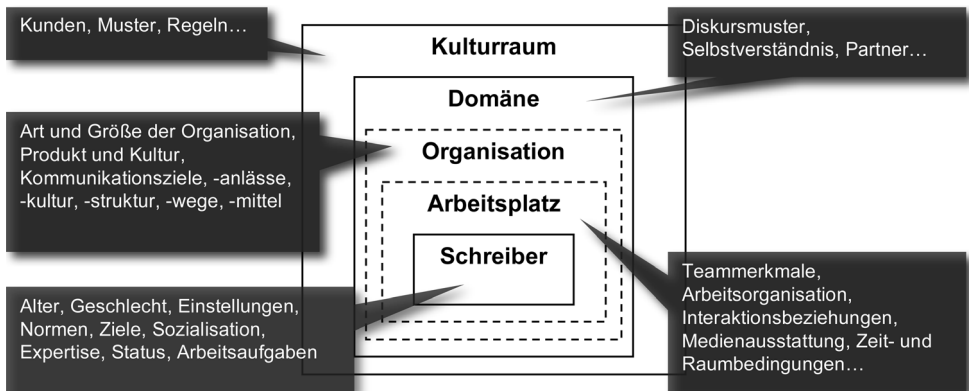 Kunden, Muster, Regeln…
Kulturraum
Diskursmuster,
Selbstverständnis, Partner…
Domäne
Art und Größe der Organisation,
Produkt und Kultur,
Kommunikationsziele, -anlässe,
-kultur, -struktur, -wege, -mittel
Organisation
Arbeitsplatz
Schreiber
Alter, Geschlecht, Einstellungen,
Normen, Ziele, Sozialisation,
Expertise, Status, Arbeitsaufgaben
Teammerkmale,
Arbeitsorganisation,
Interaktionsbeziehungen,
Medienausstattung, Zeit- und
Raumbedingungen…